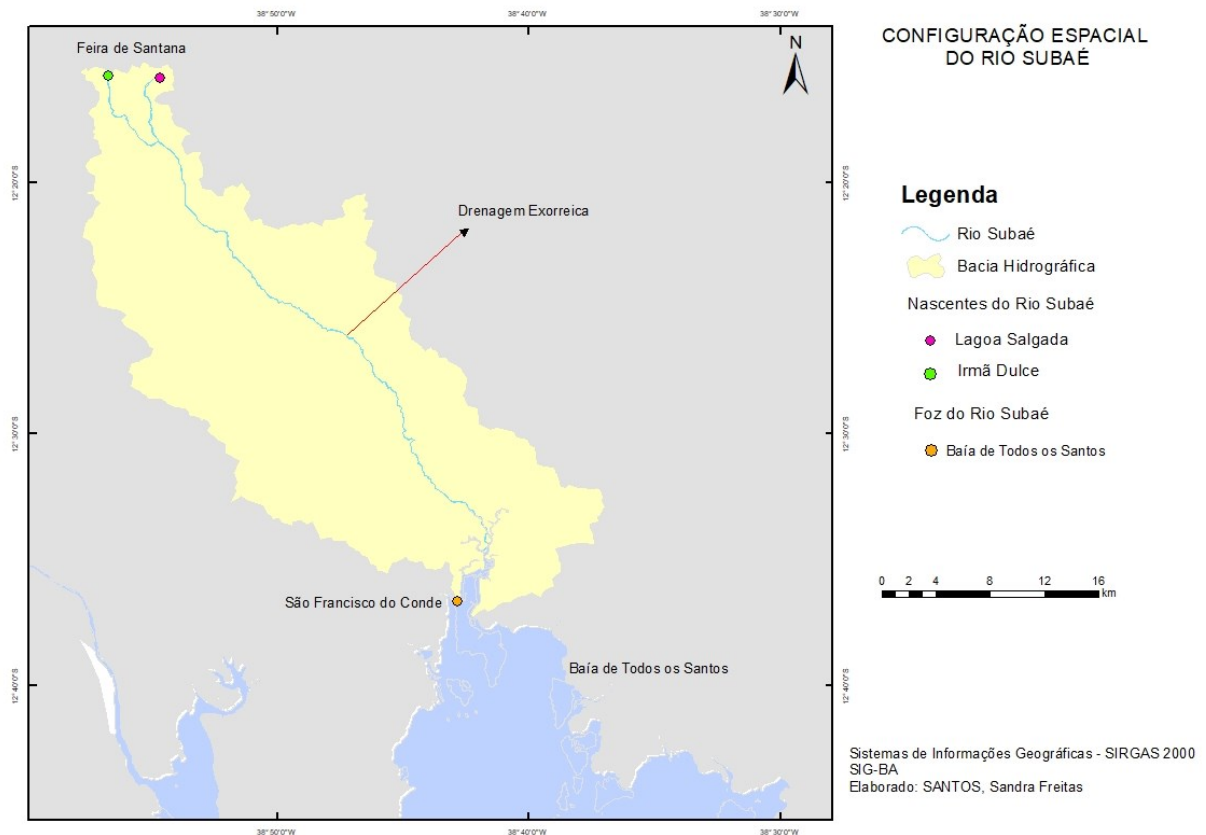 38°50'0"W
38°40'0"W
38°30'0"W
Feira de Santana
N
CONFIGURAÇÃO ESPACIAL
DO RIO SUBAÉ
12°20'0"S
12°20'0"S
Drenagem Exorreica
Legenda
Rio Subaé
Bacia Hidrográfica
Nascentes do Rio Subaé
Lagoa Salgada
Irmã Dulce
Foz do Rio Subaé
Baía de Todos os Santos
12°30'0"S
12°30'0"S
São Francisco do Conde
0 2 4 8 12 16
km
Baía de Todos os Santos
12°40'0"S
12°40'0"S
Sistemas de Informações Geográficas - SIRGAS 2000
SIG-BA
Elaborado: SANTOS, Sandra Freitas
38°50'0"W
38°40'0"W
38°30'0"W